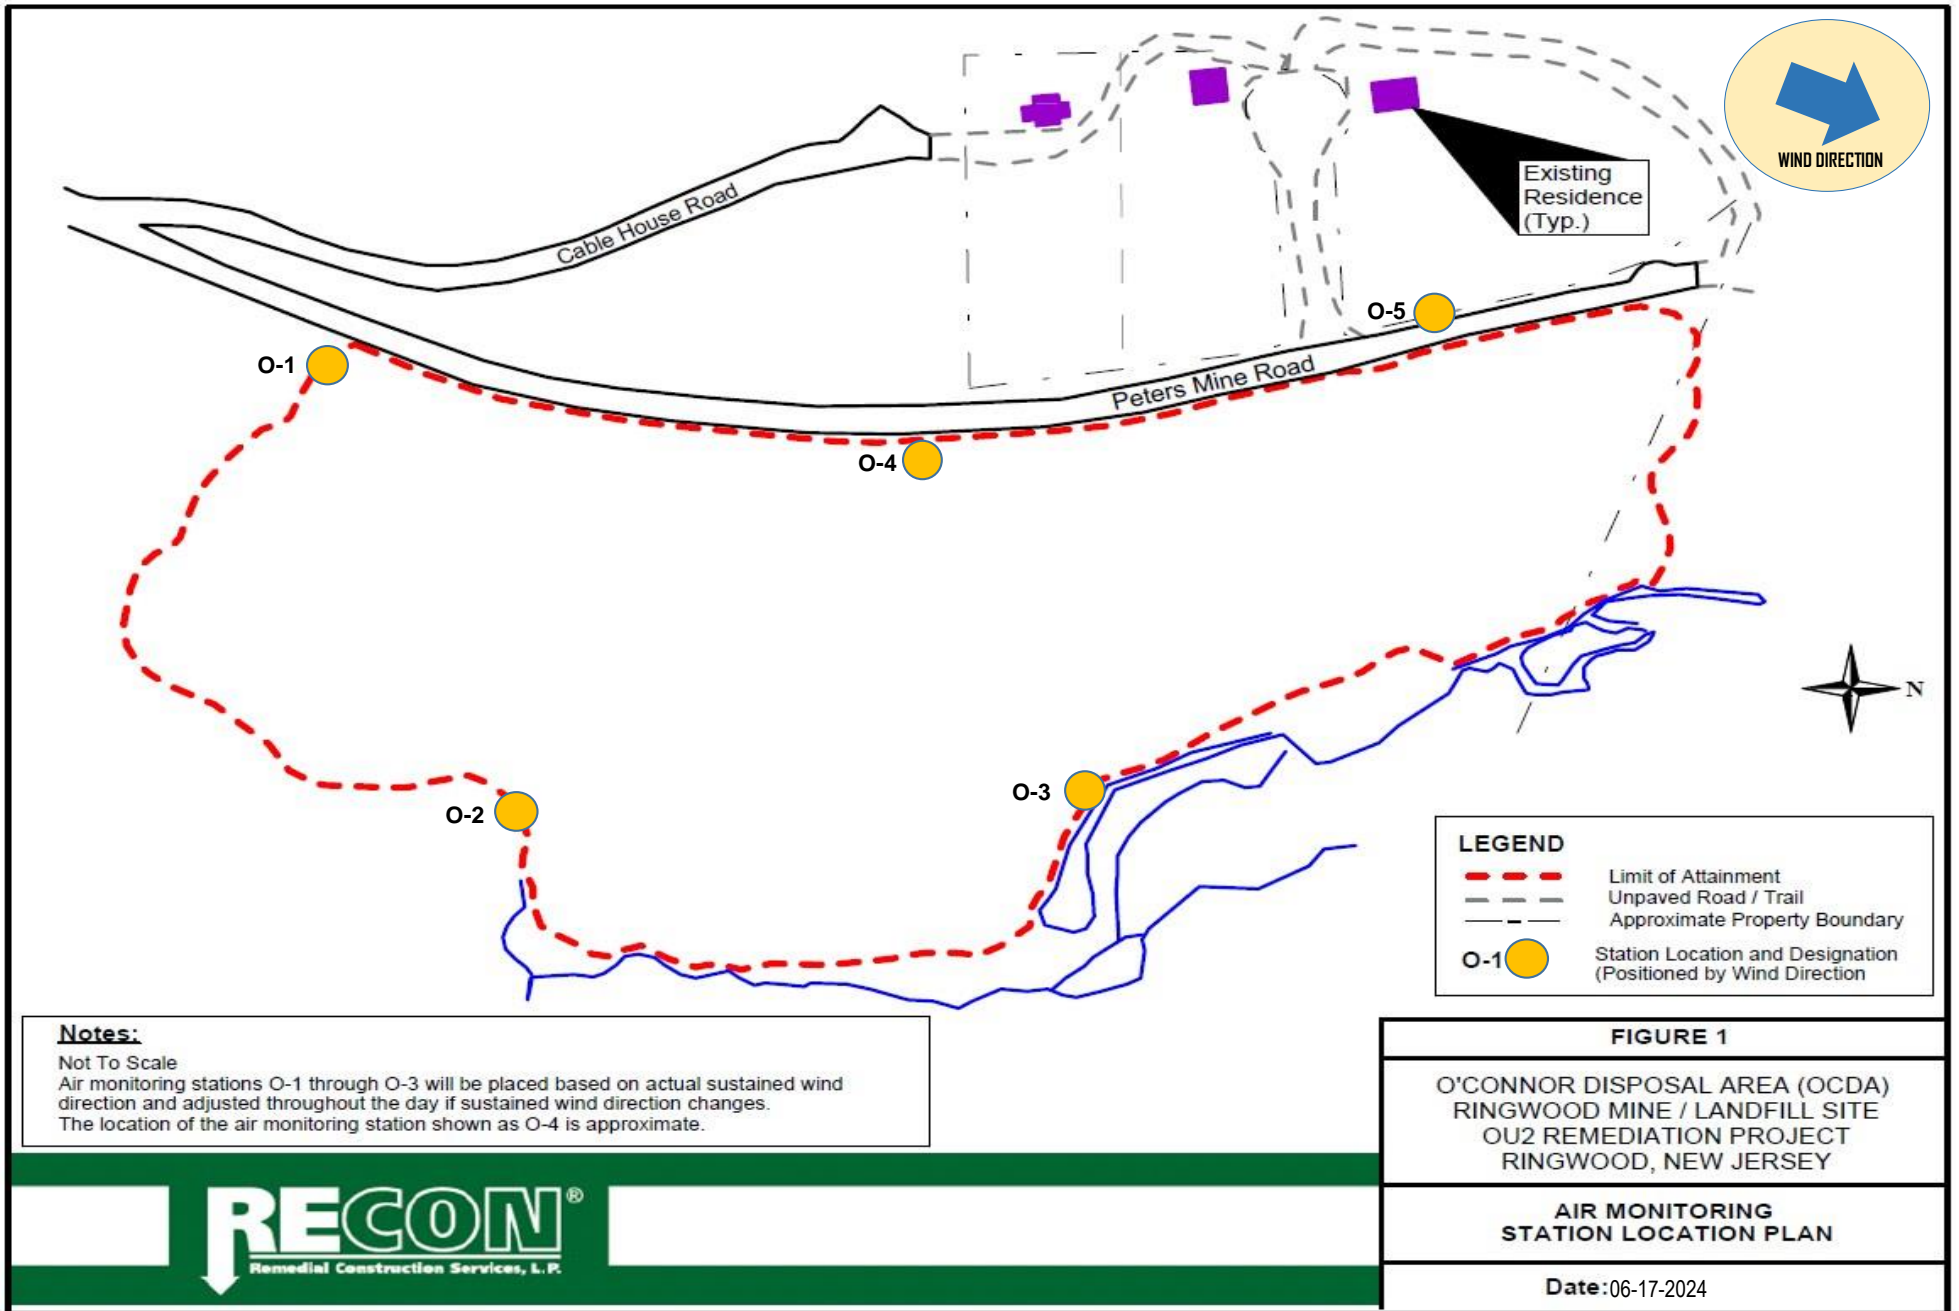 WIND DIRECTION
Existing
Residence
(Typ.)
Cable House Road
O-5
O-1
Peters Mine Road
O-4
N
O-3
O-2
LEGEND
Limit of Attainment
Unpaved Road / Trail
Approximate Property Boundary
O-1
Station Location and Designation
(Positioned by Wind Direction
Notes:
Not To Scale
Air monitoring stations O-1 through O-3 will be placed based on actual sustained wind
direction and adjusted throughout the day if sustained wind direction changes.
The location of the air monitoring station shown as O-4 is approximate.
FIGURE 1
O'CONNOR DISPOSAL AREA (OCDA)
RINGWOOD MINE / LANDFILL SITE
OU2 REMEDIATION PROJECT
RINGWOOD, NEW JERSEY
AIR MONITORING
STATION LOCATION PLAN
Date:06-17-2024
RECON®
Remedial Construction Services, L.P.